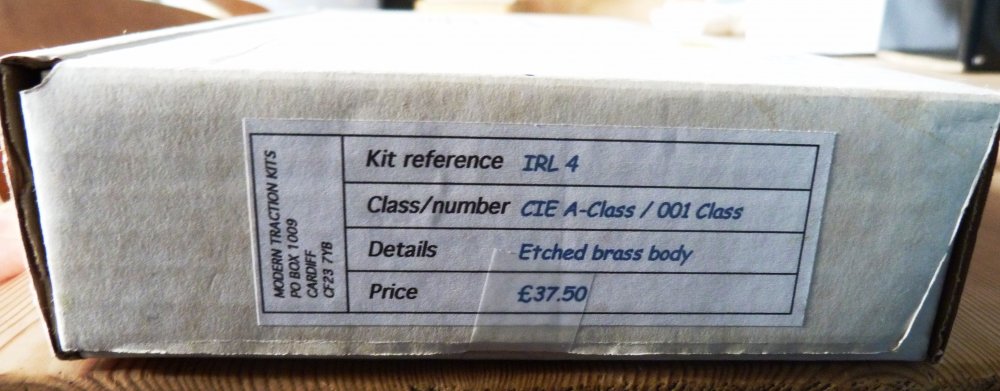 MODERN TRACTION KITS
PO BOX 1009
CARDIFF
CF23 7YB
Kit reference IRL 4
Class/number CIE A-Class / 001 Class
Details Etched brass body
Price £37.50